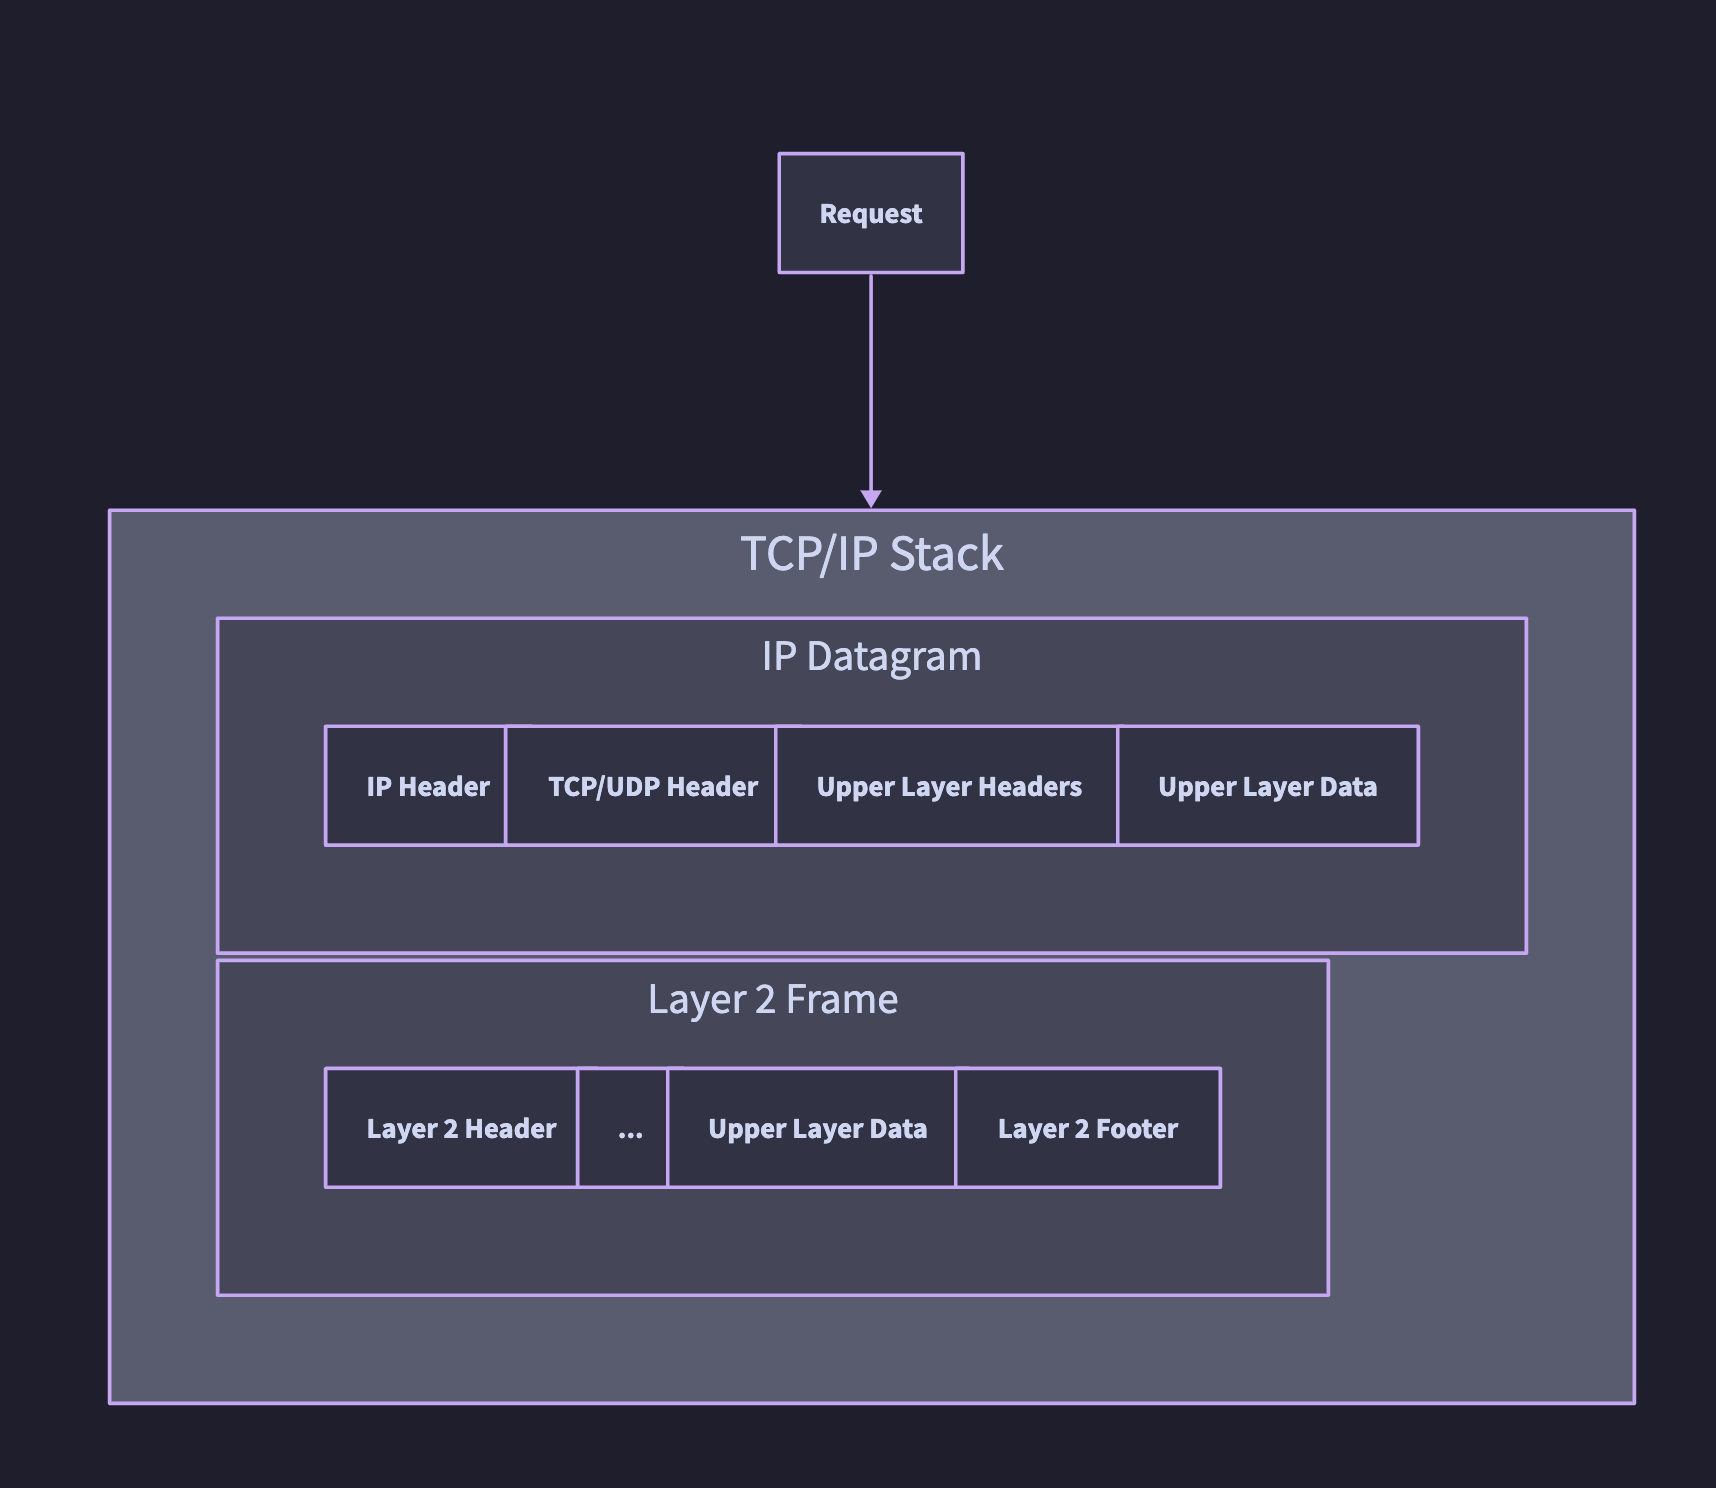 Request
TCP/IP Stack
IP Datagram
IP Header
TCP/UDP Header
Upper Layer Headers
Upper Layer Data
Layer 2 Frame
Layer 2 Header
...
Upper Layer Data
Layer 2 Footer